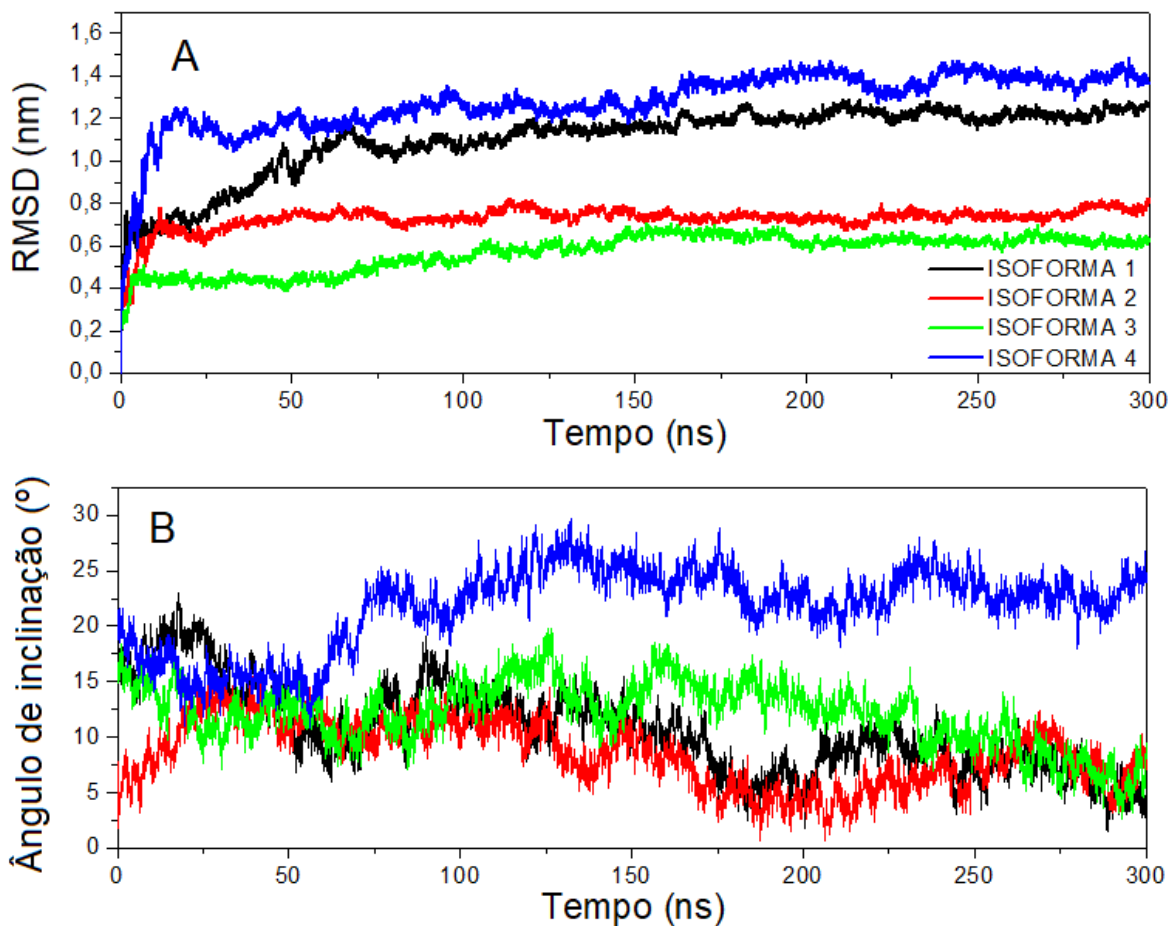 A
RMSD (nm)
1,6
1,4
1,2
1,0
0,8
0,6
0,4
0,2
0,0
ISOFORMA 1
ISOFORMA 2
ISOFORMA 3
ISOFORMA 4
0 50 100 150 200 250 300
Tempo (ns)
B
Ângulo de inclinação (º)
30
25
20
15
10
5
0
0 50 100 150 200 250 300
Tempo (ns)